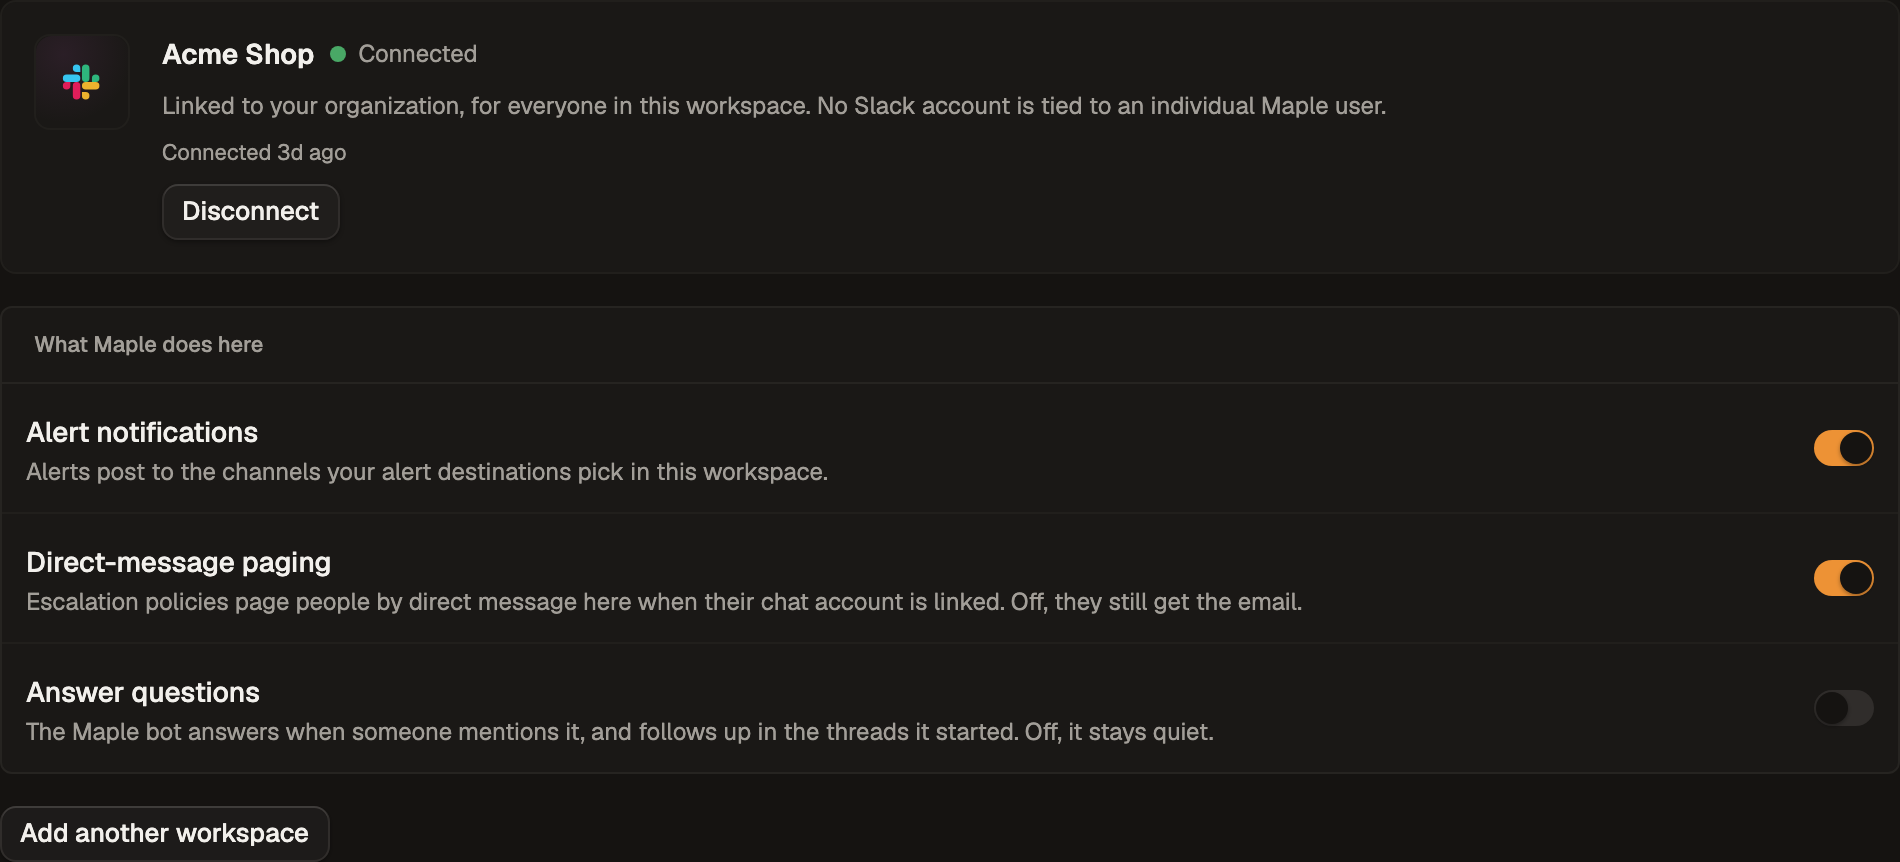 Acme Shop Connected
Linked to your organization, for everyone in this workspace. No Slack account is tied to an individual Maple user.
Connected 3d ago
Disconnect
What Maple does here
Alert notifications
Alerts post to the channels your alert destinations pick in this workspace.
Direct-message paging
Escalation policies page people by direct message here when their chat account is linked. Off, they still get the email.
Answer questions
The Maple bot answers when someone mentions it, and follows up in the threads it started. Off, it stays quiet.
Add another workspace